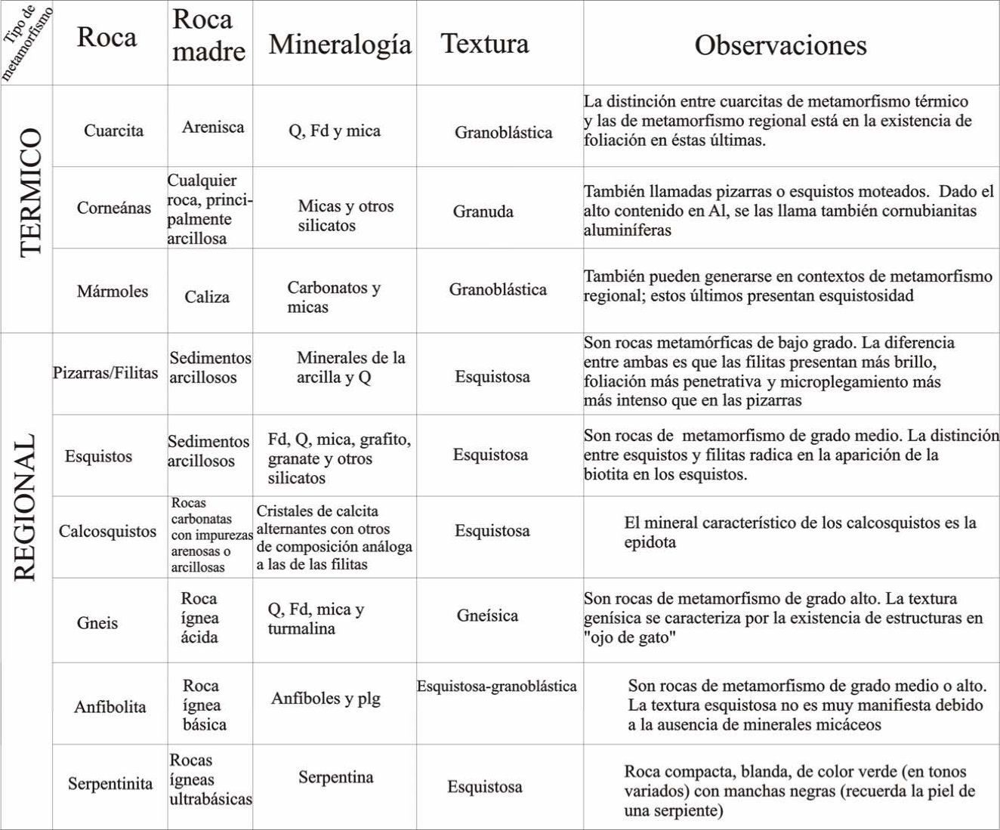 Tipo de
metamorfismo
Roca
Roca
madre
Mineralogía
Textura
Observaciones
TERMICO
Cuarcita
Arenisca
Q, Fd y mica
Granoblástica
La distinción entre cuarcitas de metamorfismo térmico
y las de metamorfismo regional está en la existencia de
foliación en éstas últimas.
Corneánas
Cualquier
roca, princi-
palmente
arcillosa
Micas y otros
silicatos
Granuda
También llamadas pizarras o esquistos moteados. Dado el
alto contenido en Al, se las llama también cornubianitas
aluminíferas
Mármoles
Caliza
Carbonatos y
micas
Granoblástica
También pueden generarse en contextos de metamorfismo
regional; estos últimos presentan esquistosidad
REGIONAL
Pizarras/Filitas
Sedimentos
arcillosos
Minerales de la
arcilla y Q
Esquistosa
Son rocas metamórficas de bajo grado. La diferencia
entre ambas es que las filitas presentan más brillo,
foliación más penetrativa y microplegamiento más
más intenso que en las pizarras
Esquistos
Sedimentos
arcillosos
Fd, Q, mica, grafito,
granate y otros
silicatos
Esquistosa
Son rocas de metamorfismo de grado medio. La distinción
entre esquistos y filitas radica en la aparición de la
biotita en los esquistos.
Calcosquistos
Rocas
carbonatas
con impurezas
arenosas o
arcillosas
Cristales de calcita
alternantes con otros
de composición análoga
a las de las filitas
Esquistosa
El mineral característico de los calcosquistos es la
epidota
Gneis
Roca
ígnea
ácida
Q, Fd, mica y
turmalina
Gneísica
Son rocas de metamorfismo de grado alto. La textura
genísica se caracteriza por la existencia de estructuras en
"ojo de gato"
Anfibolita
Roca
ígnea
básica
Anfíboles y plg
Esquistosa-granoblástica
Son rocas de metamorfismo de grado medio o alto.
La textura esquistosa no es muy manifiesta debido
a la ausencia de minerales micáceos
Serpentinita
Rocas
ígneas
ultrabásicas
Serpentina
Esquistosa
Roca compacta, blanda, de color verde (en tonos
variados) con manchas negras (recuerda la piel de
una serpiente)